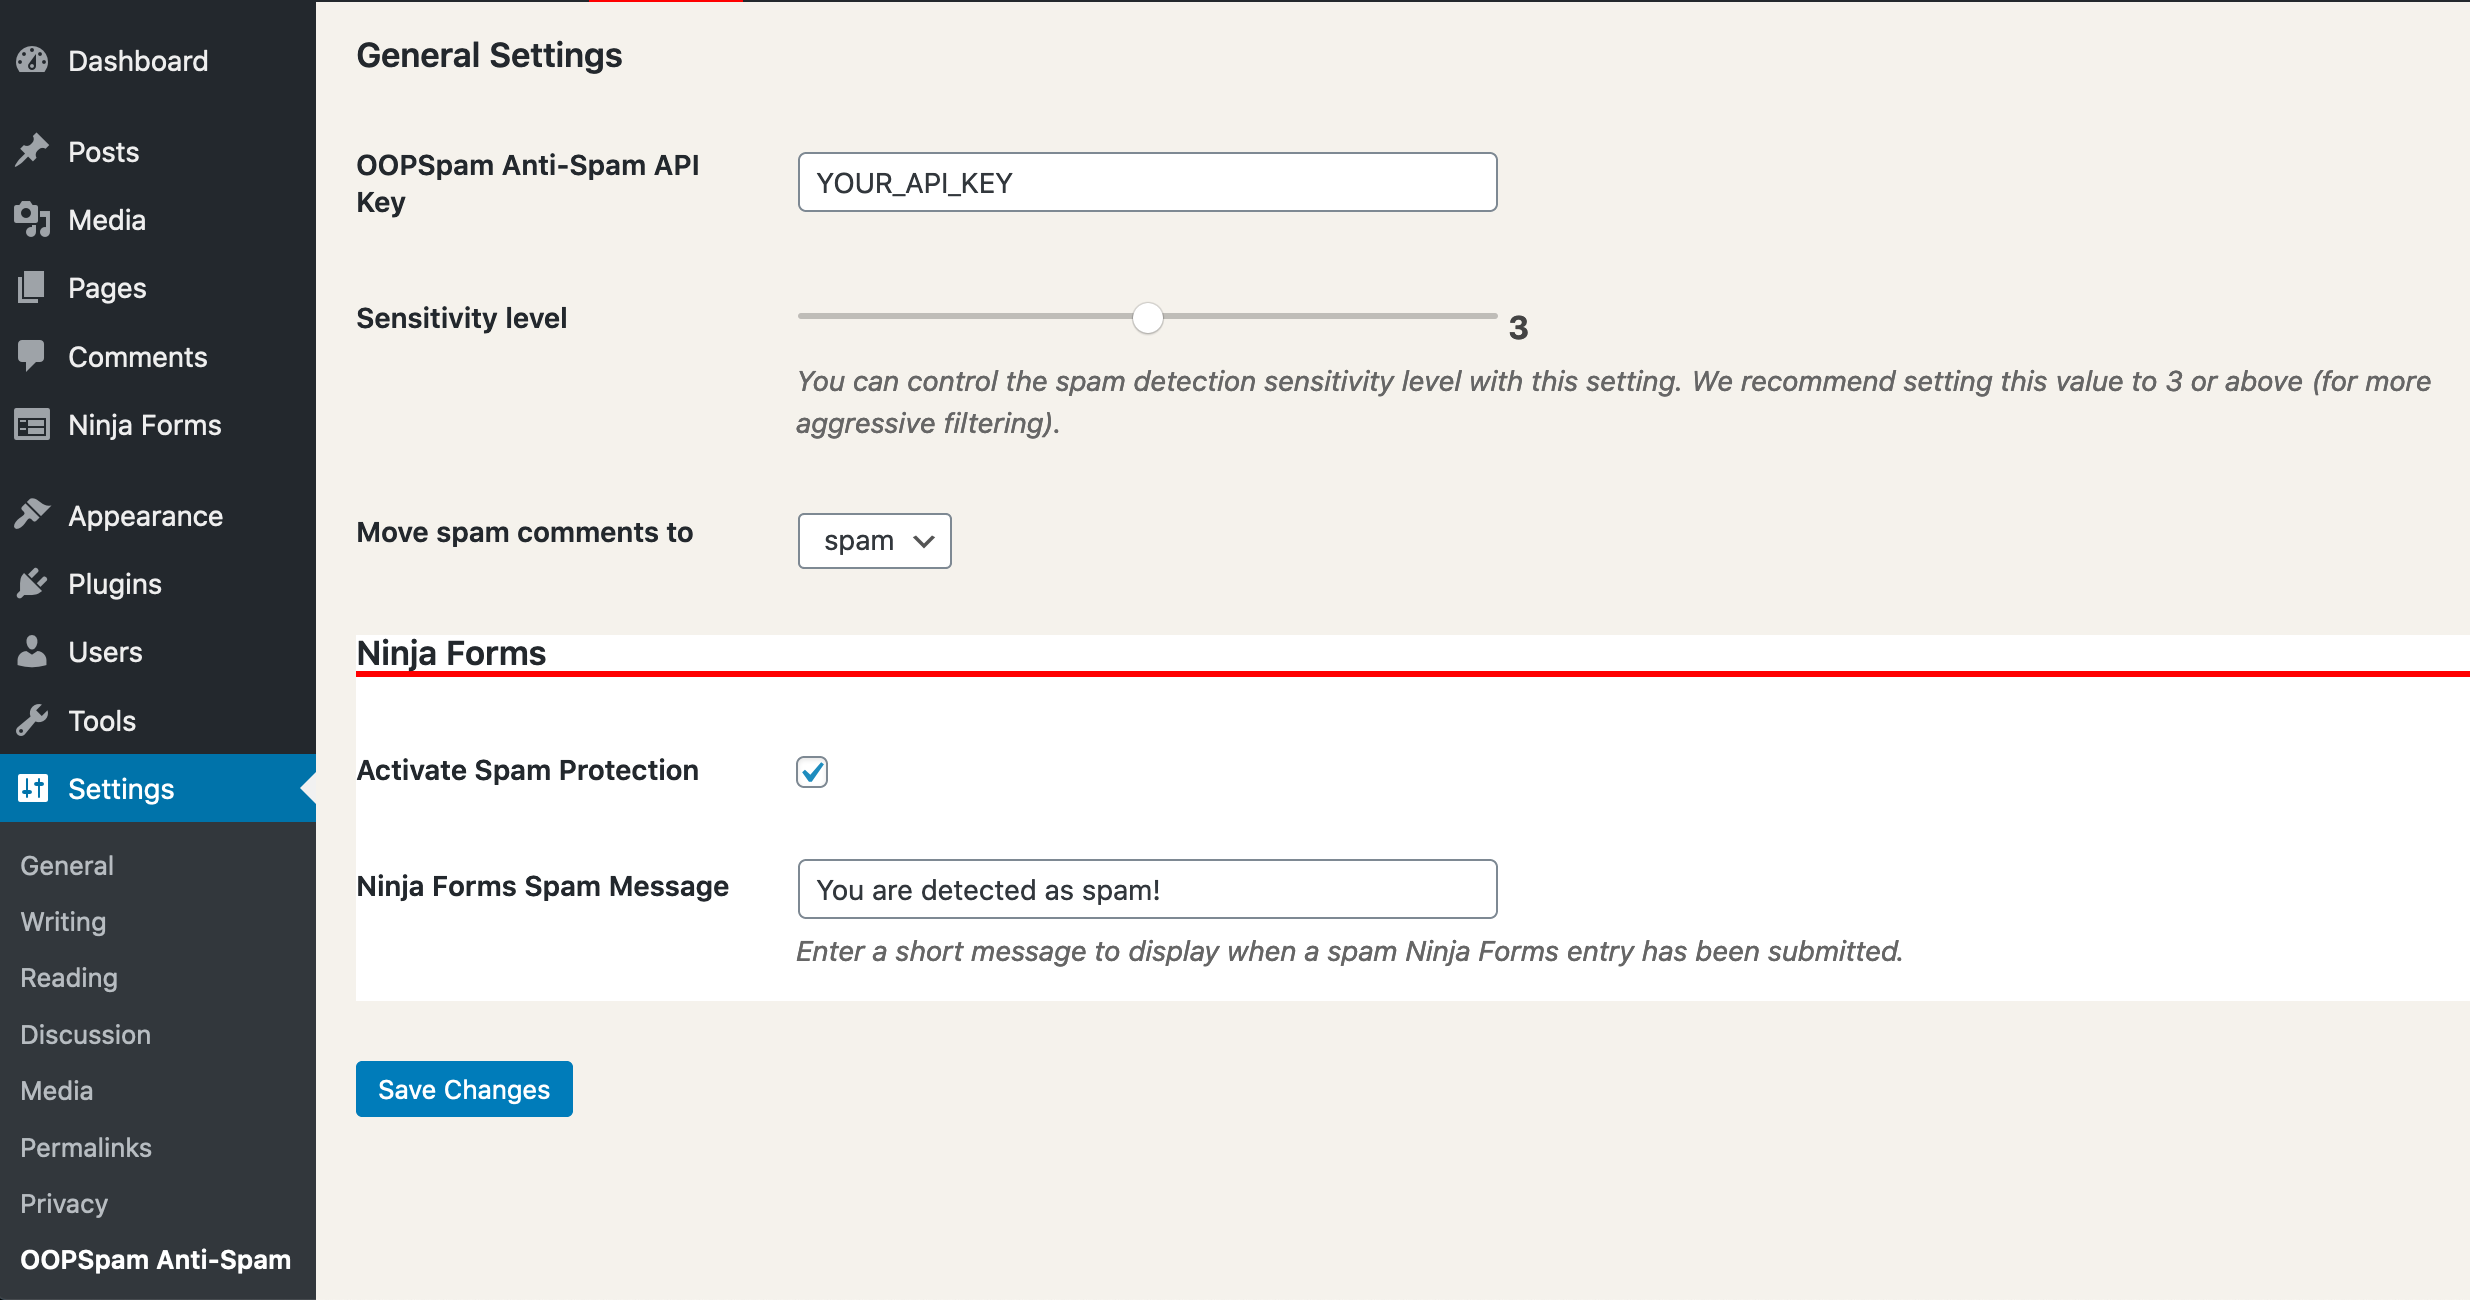 Dashboard
Posts
Media
Pages
Comments
Ninja Forms
Appearance
Plugins
Users
Tools
Settings
General
Writing
Reading
Discussion
Media
Permalinks
Privacy
OOPSpam Anti-Spam
General Settings
OOPSpam Anti-Spam API
Key
YOUR_API_KEY
Sensitivity level
3
You can control the spam detection sensitivity level with this setting. We recommend setting this value to 3 or above (for more
aggressive filtering).
Move spam comments to
spam
Ninja Forms
Activate Spam Protection
Ninja Forms Spam Message
You are detected as spam!
Enter a short message to display when a spam Ninja Forms entry has been submitted.
Save Changes